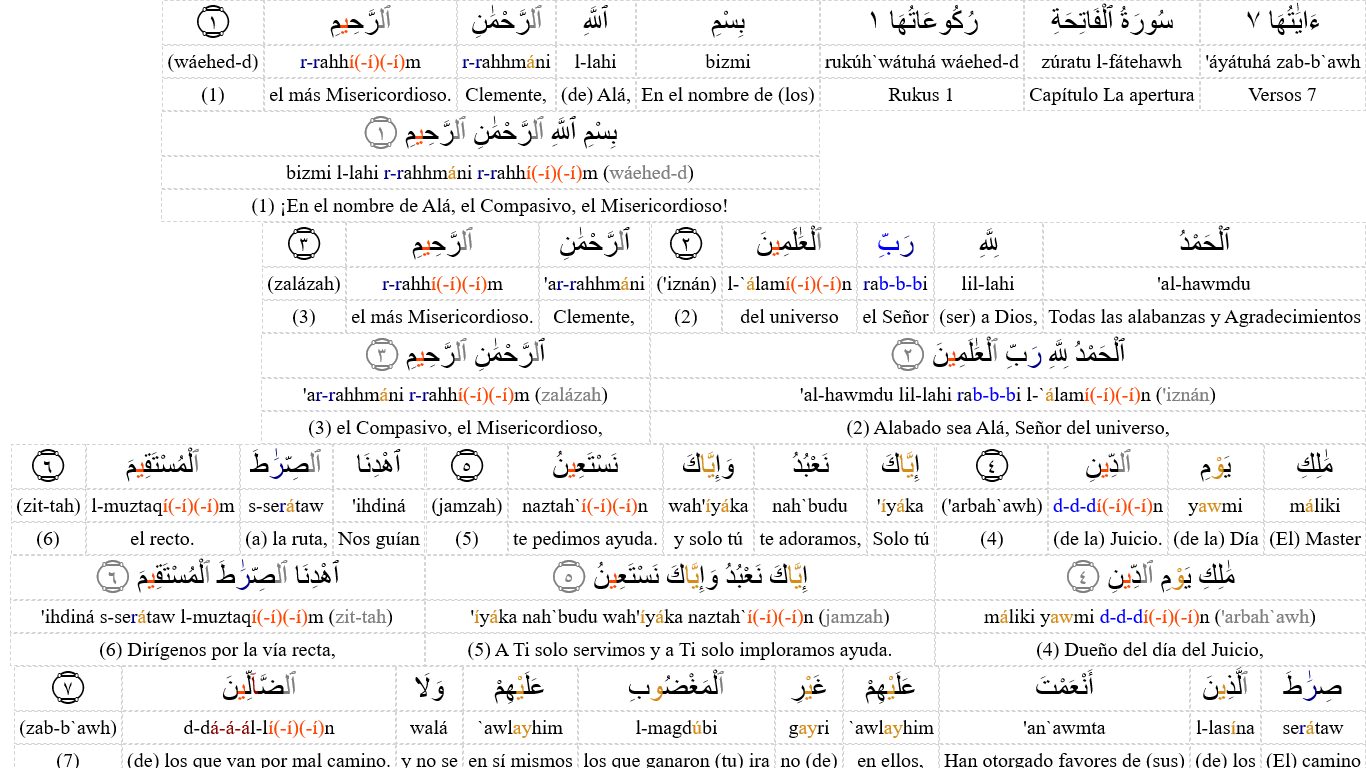 ءَايَٰتُهَا ٧ سُورَةُ ٱلْفَاتِحَةِ رُكُوعَاتُهَا ١ بِسْمِ ٱللَّهِ ٱلرَّحْمَٰنِ ٱلرَّحِيمِ ١
(wáehed-d) r-rahhí(-í)(-í)m r-rahhmáni l-lahi bizmi rukúh`wátuhá wáehed-d zúratu l-fátehawh 'áyátuhá zab-b`awh
(1) el más Misericordioso. Clemente, (de) Alá, En el nombre de (los) Rukus 1 Capítulo La apertura Versos 7
بِسْمِ ٱللَّهِ ٱلرَّحْمَٰنِ ٱلرَّحِيمِ ١
bizmi l-lahi r-rahhmáni r-rahhí(-í)(-í)m (wáehed-d)
(1) ¡En el nombre de Alá, el Compasivo, el Misericordioso!
ٱلْحَمْدُ لِلَّهِ رَبِّ ٱلْعَٰلَمِينَ ٢ ٱلرَّحْمَٰنِ ٱلرَّحِيمِ ٣
(zalázah) r-rahhí(-í)(-í)m 'ar-rahhmáni ('iznán) l-`álamí(-í)(-í)n rab-b-bi lil-lahi 'al-hawmdu
(3) el más Misericordioso. Clemente, (2) del universo el Señor (ser) a Dios, Todas las alabanzas y Agradecimientos
ٱلْحَمْدُ لِلَّهِ رَبِّ ٱلْعَٰلَمِينَ ٢ ٱلرَّحْمَٰنِ ٱلرَّحِيمِ ٣
'ar-rahhmáni r-rahhí(-í)(-í)m (zalázah) 'al-hawmdu lil-lahi rab-b-bi l-`álamí(-í)(-í)n ('iznán)
(3) el Compasivo, el Misericordioso, (2) Alabado sea Alá, Señor del universo,
مَٰلِكِ يَوْمِ ٱلدِّينِ ٤ إِيَّاكَ نَعْبُدُ وَإِيَّاكَ نَسْتَعِينُ ٥ ٱهْدِنَا ٱلصِّرَٰطَ ٱلْمُسْتَقِيمَ ٦
(zit-tah) l-muztaqí(-í)(-í)m s-serátaw 'ihdiná (jamzah) naztah`í(-í)(-í)n wah'íyáka nah`budu 'íyáka ('arbah`awh) d-d-dí(-í)(-í)n yawmi máliki
(6) el recto. (a) la ruta, Nos guían (5) te pedimos ayuda. y solo tú te adoramos, Solo tú (4) (de la) Juicio. (de la) Día (El) Master
مَٰلِكِ يَوْمِ ٱلدِّينِ ٤ إِيَّاكَ نَعْبُدُ وَإِيَّاكَ نَسْتَعِينُ ٥ ٱهْدِنَا ٱلصِّرَٰطَ ٱلْمُسْتَقِيمَ ٦
'ihdiná s-serátaw l-muztaqí(-í)(-í)m (zit-tah) 'íyáka nah`budu wah'íyáka naztah`í(-í)(-í)n (jamzah) máliki yawmi d-d-dí(-í)(-í)n ('arbah`awh)
(6) Dirígenos por la vía recta, (5) A Ti solo servimos y a Ti solo imploramos ayuda. (4) Dueño del día del Juicio,
صِرَٰطَ ٱلَّذِينَ أَنْعَمْتَ عَلَيْهِمْ غَيْرِ ٱلْمَغْضُوبِ عَلَيْهِمْ وَلَا ٱلضَّآلِّينَ ٧
(zab-b`awh) d-dá-á-ál-lí(-í)(-í)n walá `awlayhim l-magdúbi gayri `awlayhim 'an`awmta l-lasína serátaw
(7) (de) los que van por mal camino. y no se en sí mismos los que ganaron (tu) ira no (de) en ellos, Han otorgado favores de (sus) (de) los (El) camino